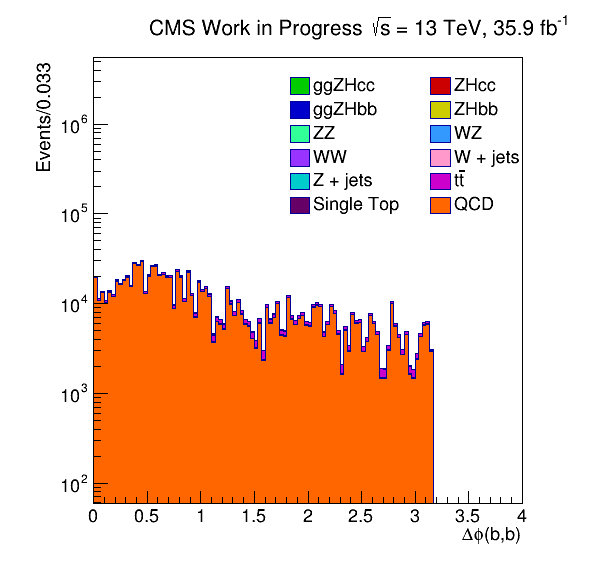 CMS Work in Progress √s = 13 TeV, 35.9 fb⁻¹
Events/0.033
ggZHcc ZHcc
ggZHbb ZHbb
ZZ WZ
WW W + jets
Z + jets tt̄
Single Top QCD
10⁶
10⁵
10⁴
10³
10²
0 0.5 1 1.5 2 2.5 3 3.5 4
Δϕ(b,b)